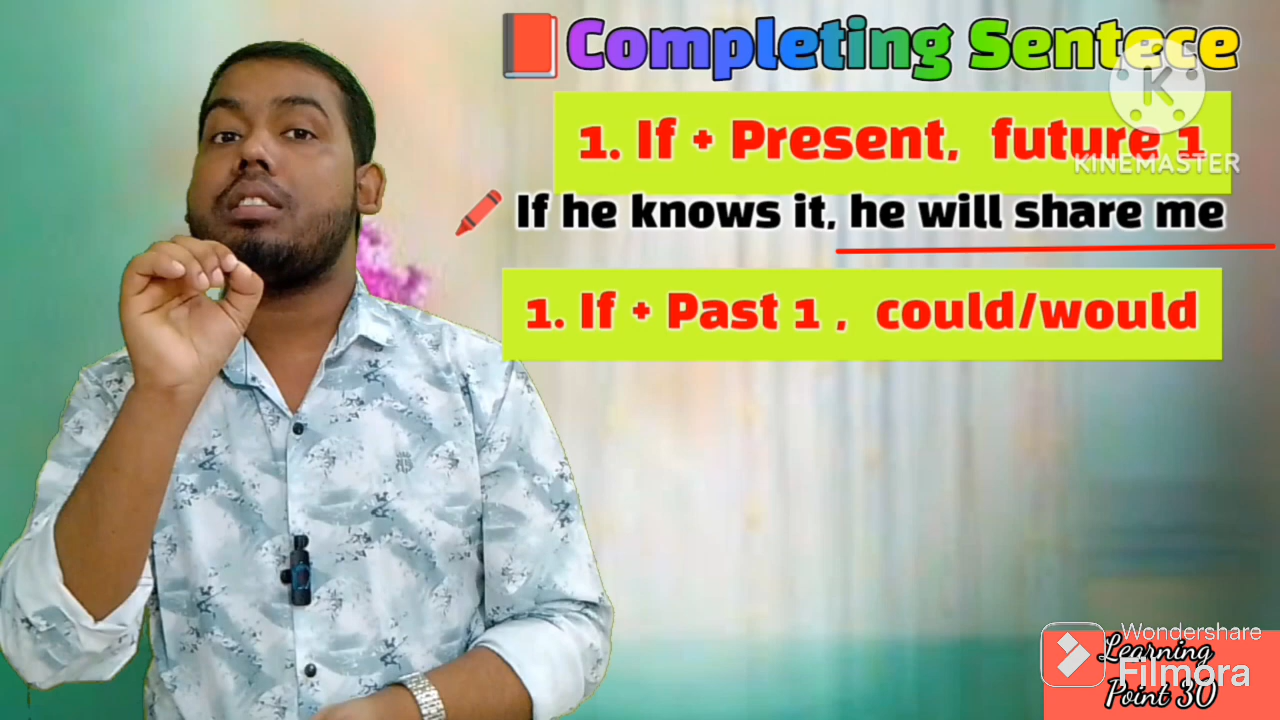 Completing Sentece
1. If + Present, future 1
K
KINEMASTER
If he knows it, he will share me
1. If + Past 1 , could/would
Wondershare
Filmora
Learning
Point 30